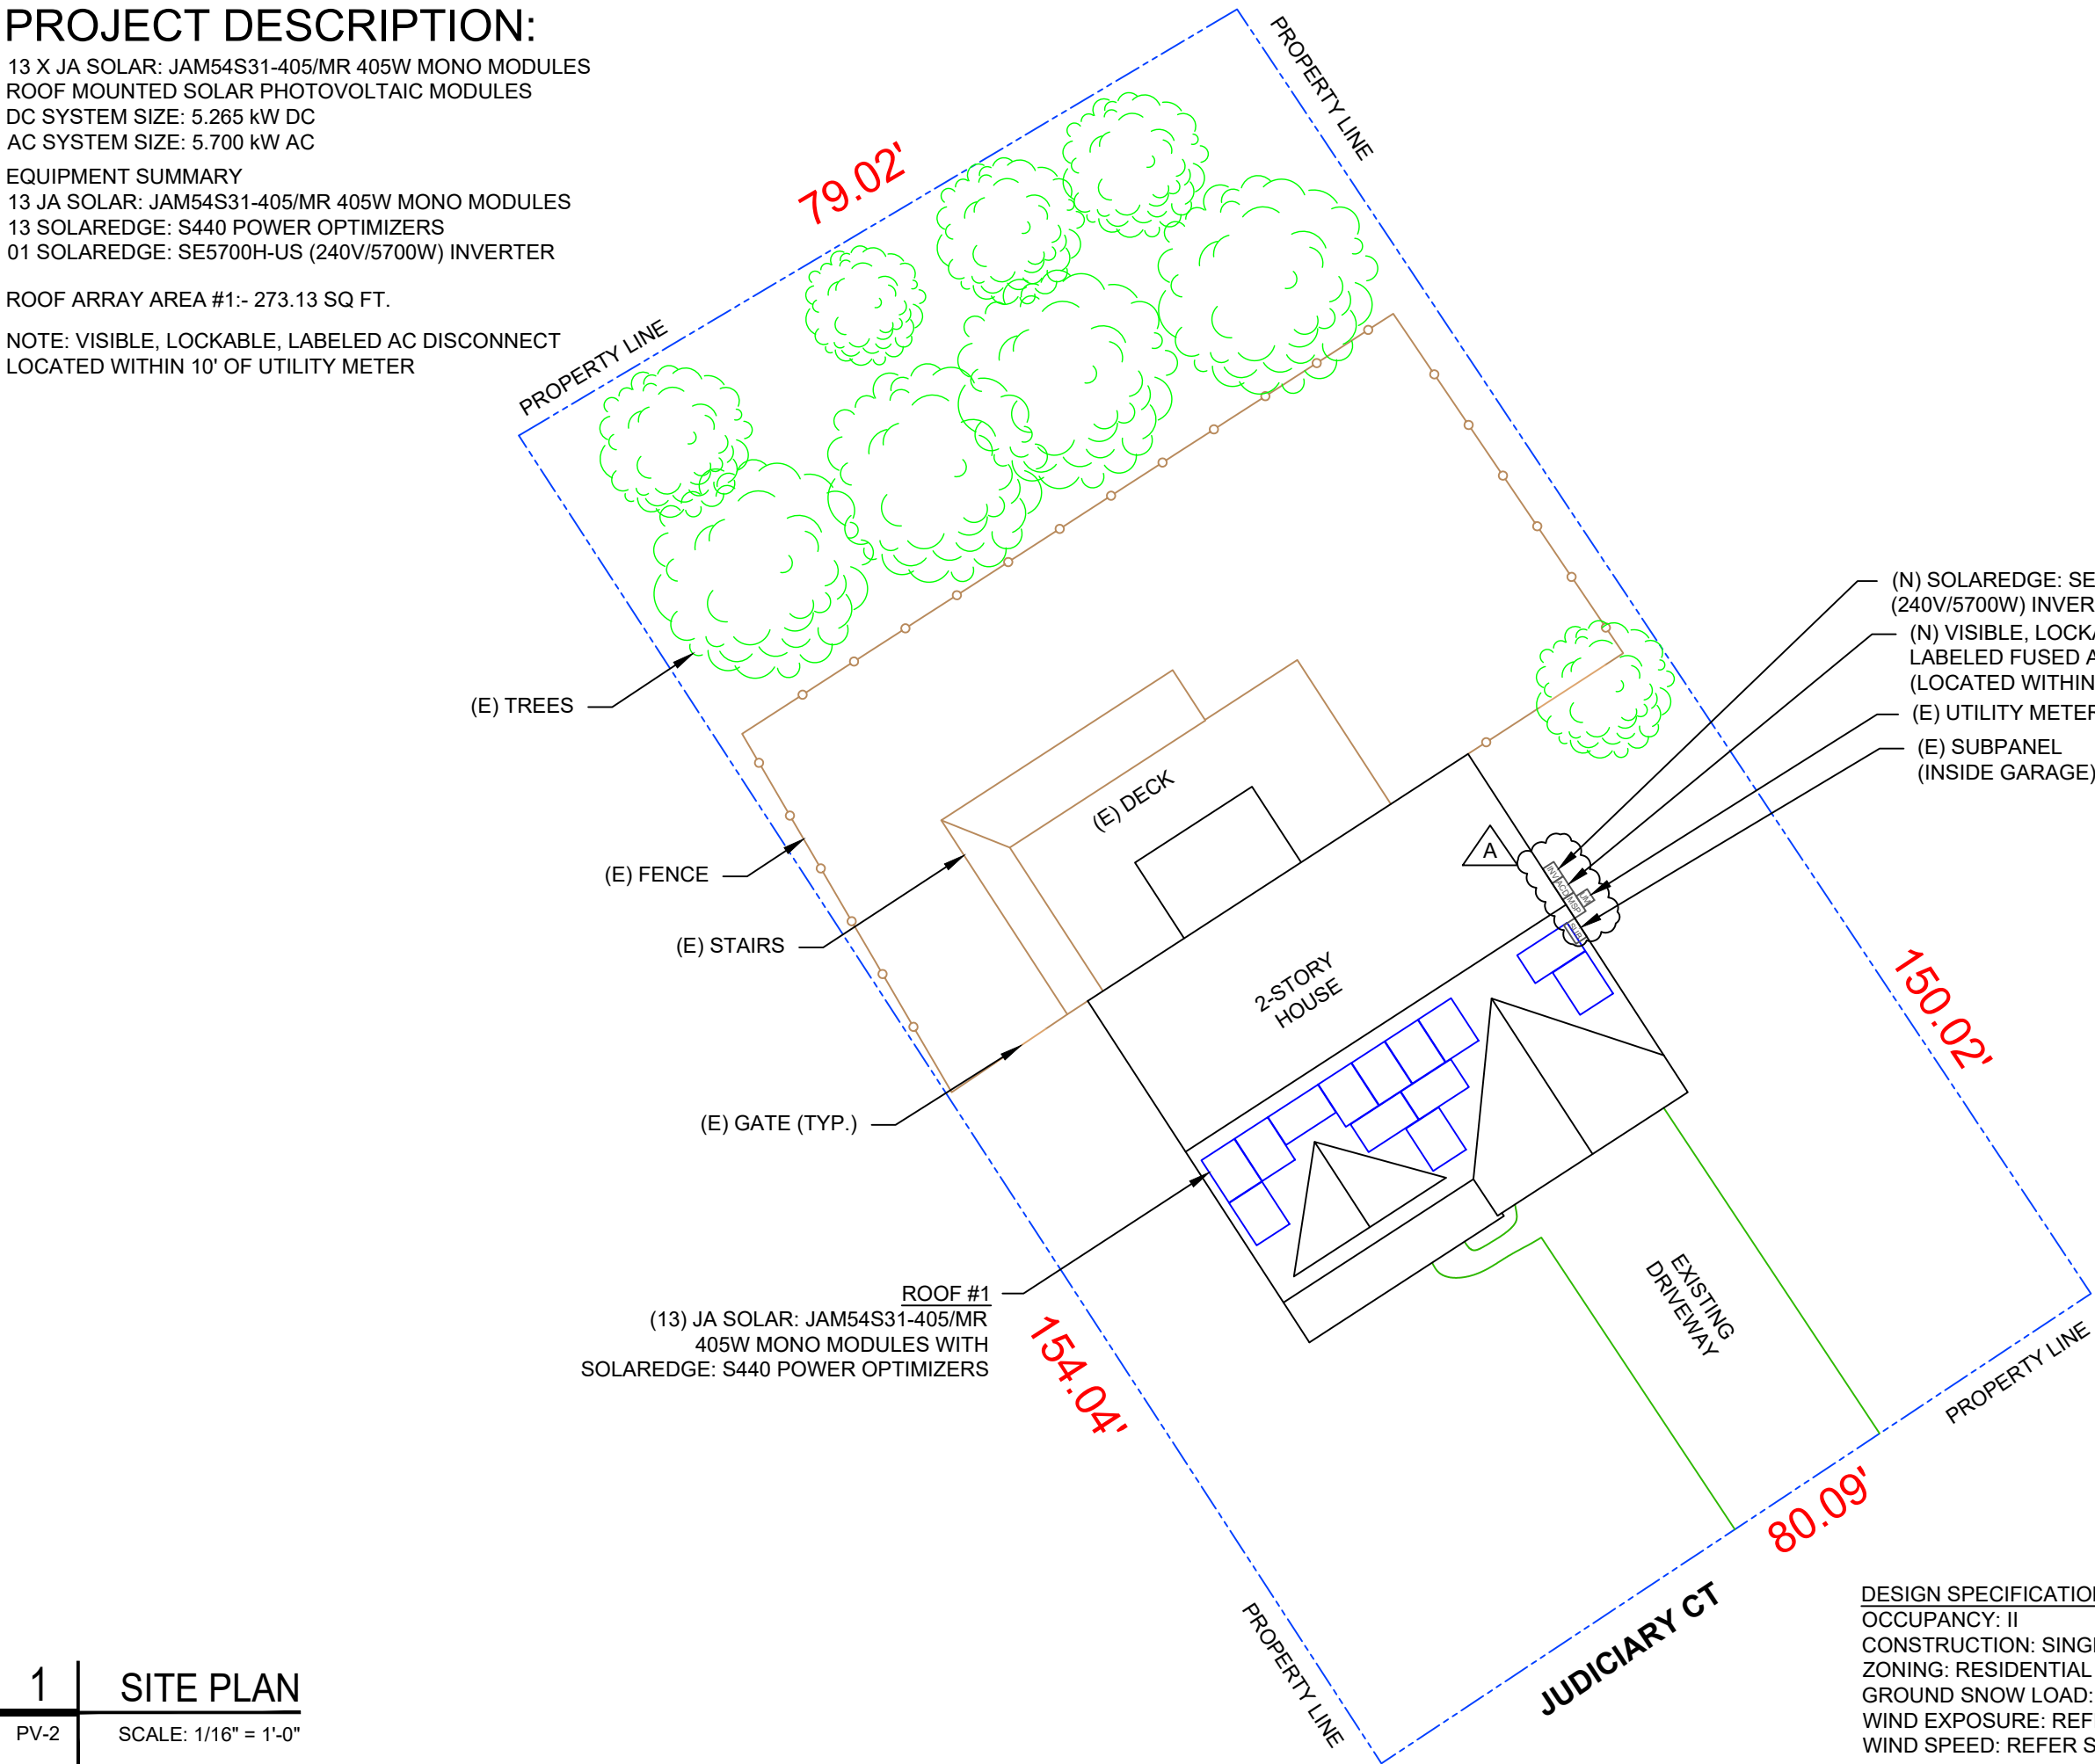 PROJECT DESCRIPTION:
13 X JA SOLAR: JAM54S31-405/MR 405W MONO MODULES
ROOF MOUNTED SOLAR PHOTOVOLTAIC MODULES
DC SYSTEM SIZE: 5.265 kW DC
AC SYSTEM SIZE: 5.700 kW AC
EQUIPMENT SUMMARY
13 JA SOLAR: JAM54S31-405/MR 405W MONO MODULES
13 SOLAREDGE: S440 POWER OPTIMIZERS
01 SOLAREDGE: SE5700H-US (240V/5700W) INVERTER
ROOF ARRAY AREA #1:- 273.13 SQ FT.
NOTE: VISIBLE, LOCKABLE, LABELED AC DISCONNECT
LOCATED WITHIN 10' OF UTILITY METER
PROPERTY LINE
79.02'
PROPERTY LINE
(N) SOLAREDGE: SE
(240V/5700W) INVER
(N) VISIBLE, LOCKA
LABELED FUSED A
(LOCATED WITHIN
(E) UTILITY METER
(E) SUBPANEL
(INSIDE GARAGE)
(E) TREES
(E) FENCE
(E) STAIRS
(E) GATE (TYP.)
(E) DECK
2-STORY
HOUSE
A
INV
ACD
MSP
UM
SUB
150.02'
ROOF #1
(13) JA SOLAR: JAM54S31-405/MR
405W MONO MODULES WITH
SOLAREDGE: S440 POWER OPTIMIZERS
154.04'
EXISTING
DRIVEWAY
PROPERTY LINE
80.09'
PROPERTY LINE
JUDICIARY CT
DESIGN SPECIFICATION
OCCUPANCY: II
CONSTRUCTION: SING
ZONING: RESIDENTIAL
GROUND SNOW LOAD:
WIND EXPOSURE: REF
WIND SPEED: REFER S
1
SITE PLAN
PV-2
SCALE: 1/16" = 1'-0"